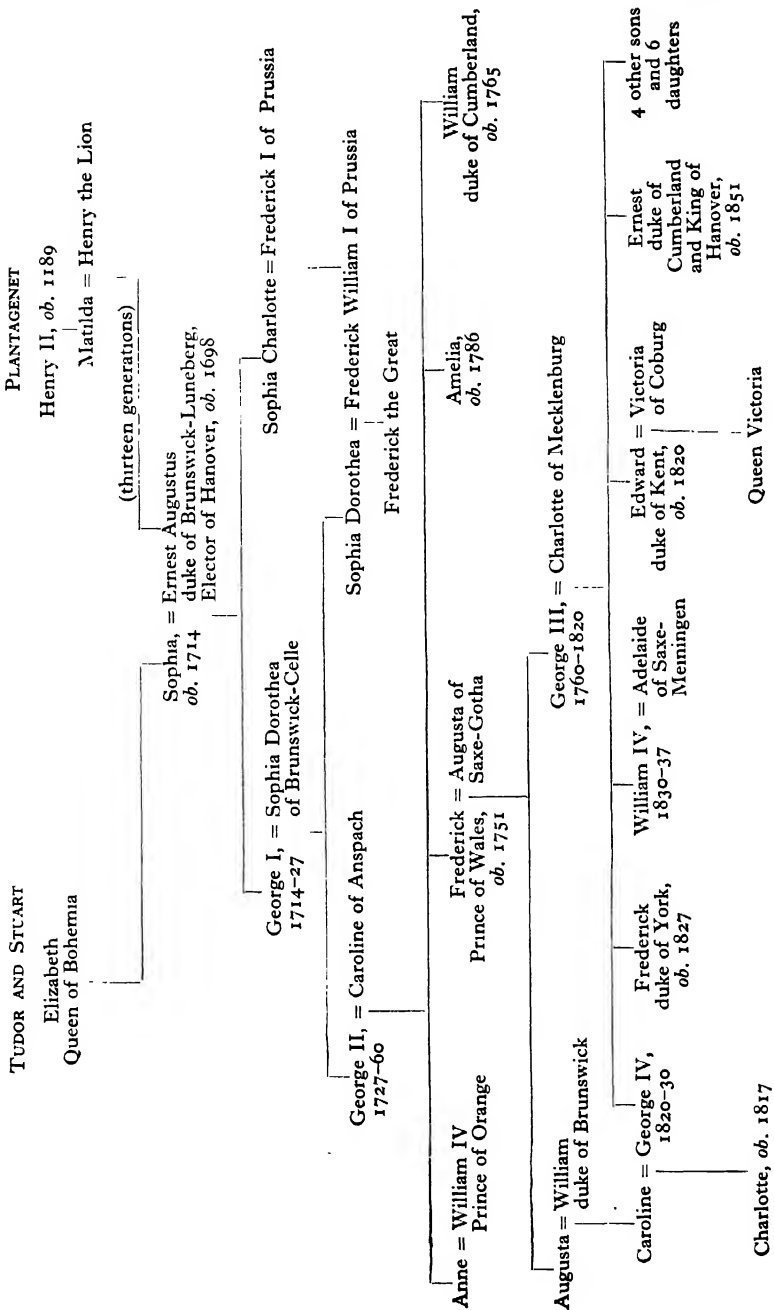 TUDOR AND STUART
Elizabeth
Queen of Bohemia
PLANTAGENET
Henry II, ob. 1189
Matilda = Henry the Lion
(thirteen generations)
Sophia, = Ernest Augustus
ob. 1714
duke of Brunswick-Luneberg,
Elector of Hanover, ob. 1698
George I, = Sophia Dorothea
1714-27
of Brunswick-Celle
Sophia Charlotte = Frederick I of Prussia
George II, = Caroline of Anspach
1727-60
Sophia Dorothea = Frederick William I of Prussia
Frederick the Great
Anne = William IV
Prince of Orange
Frederick = Augusta of
Prince of Wales,
Saxe-Gotha
ob. 1751
Amelia,
ob. 1786
William
duke of Cumberland,
ob. 1765
Augusta = William
duke of Brunswick
George III, = Charlotte of Mecklenburg
1760-1820
Caroline = George IV,
1820-30
Frederick
duke of York,
ob. 1827
William IV, = Adelaide
1830-37
of Saxe-
Meiningen
Edward = Victoria
duke of Kent,
of Coburg
ob. 1820
Ernest
duke of
Cumberland
and King of
Hanover,
ob. 1851
4 other sons
and 6
daughters
Charlotte, ob. 1817
Queen Victoria